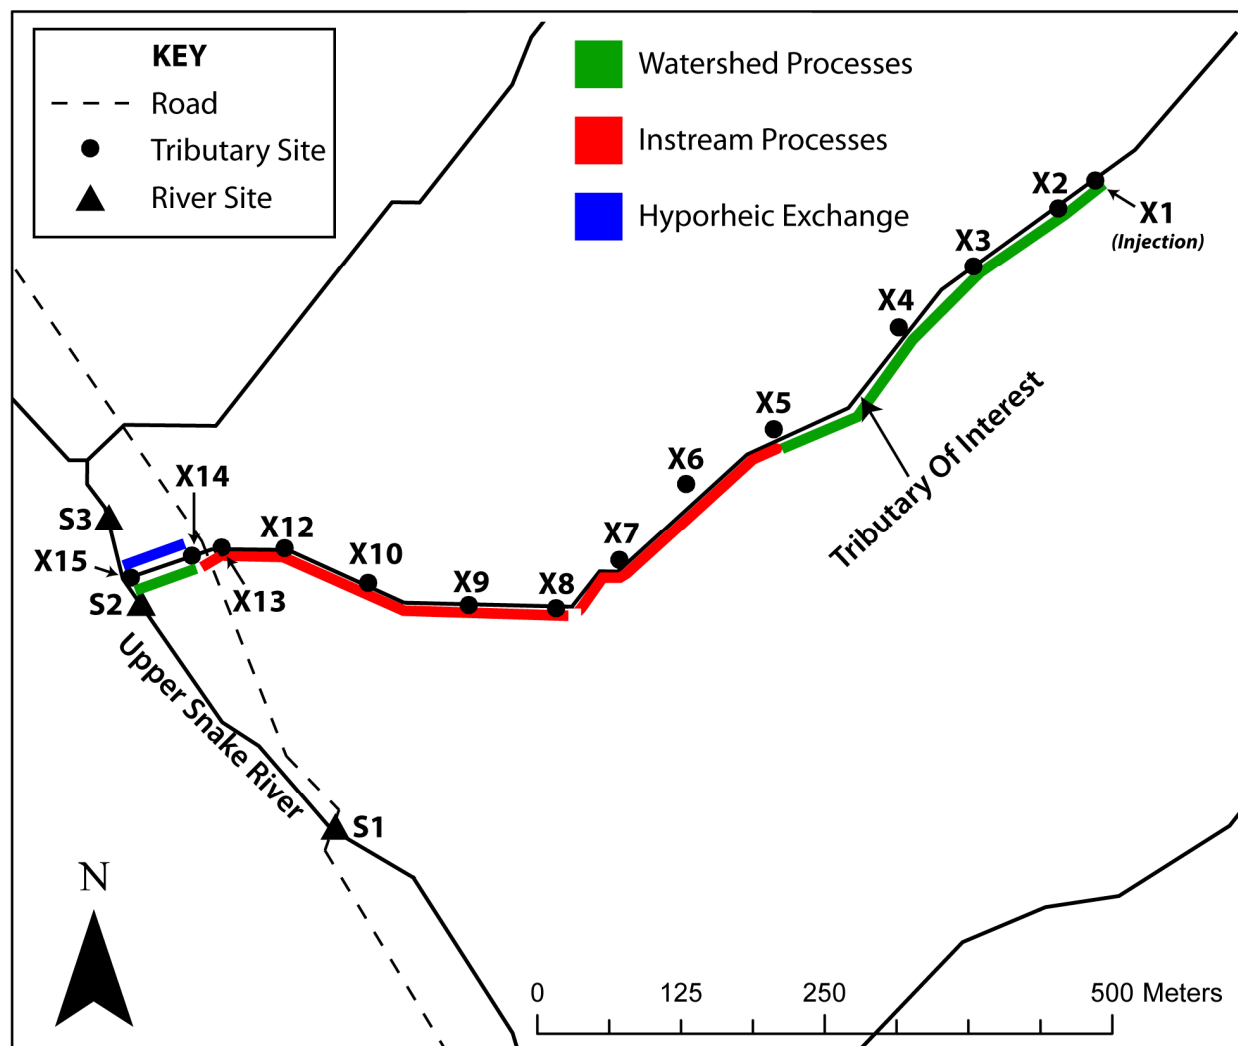 KEY
Road
Tributary Site
River Site
Watershed Processes
Instream Processes
Hyporheic Exchange
X2
X1
(Injection)
X3
X4
X5
Tributary Of Interest
X6
X7
X14
S3
X12
X10
X15
X9
X8
X13
S2
Upper Snake River
S1
N
0 125 250 500 Meters